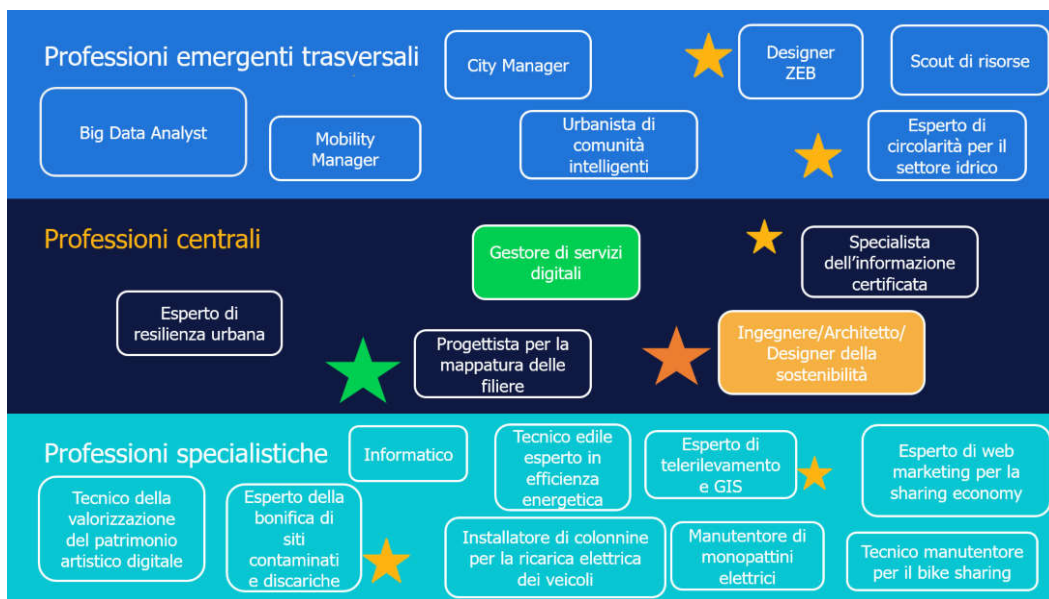 Professioni emergenti trasversali
City Manager
Designer
ZEB
Scout di risorse
Big Data Analyst
Mobility
Manager
Urbanista di
comunità
intelligenti
Esperto di
circolarità per il
settore idrico
Professioni centrali
Gestore di servizi
digitali
Specialista
dell'informazione
certificata
Esperto di
resilienza urbana
Progettista per la
mappatura delle
filiere
Ingegnere/Architetto/
Designer della
sostenibilità
Professioni specialistiche
Informatico
Tecnico edile
esperto in
efficienza
energetica
Esperto di
telerilevamento
e GIS
Esperto di web
marketing per la
sharing economy
Tecnico della
valorizzazione
del patrimonio
artistico digitale
Esperto della
bonifica di
siti
contaminati
e discariche
Installatore di colonnine
per la ricarica elettrica
dei veicoli
Manutentore di
monopattini
elettrici
Tecnico manutentore
per il bike sharing